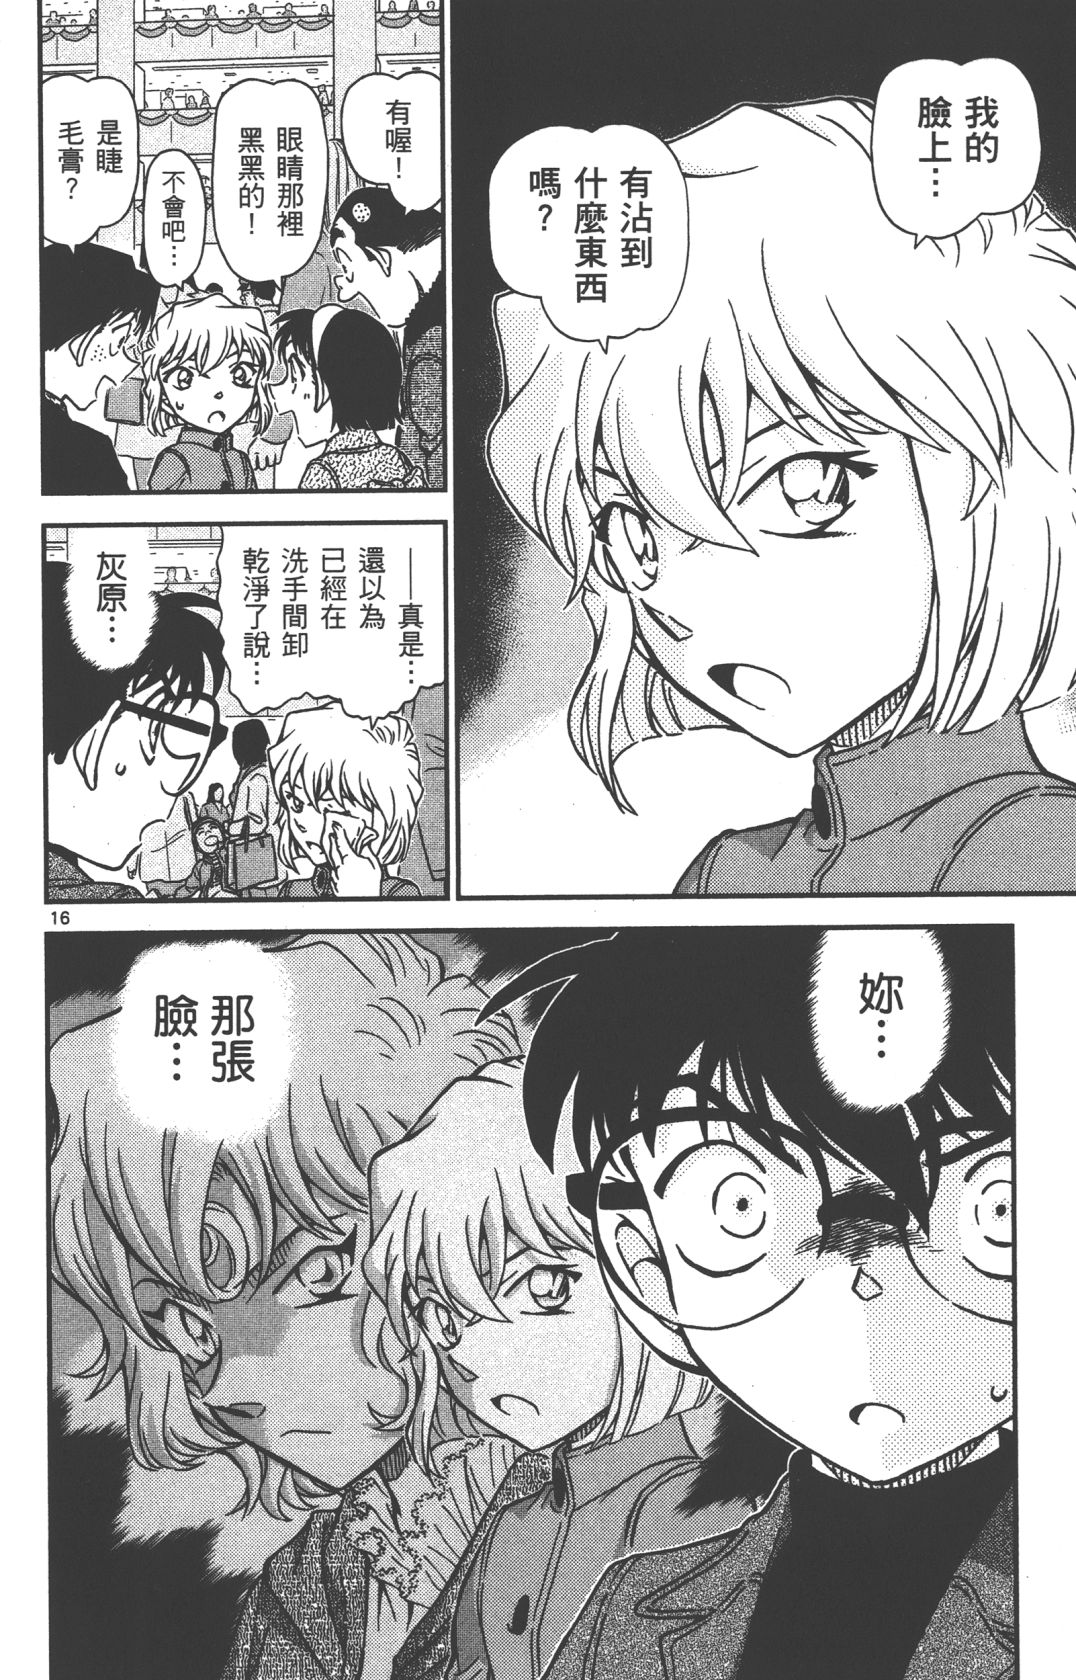 我的
臉上…
有沾到
什麼東西
嗎？
有喔！
眼睛那裡
黑黑的！
不會吧…
是睫
毛膏？
——真是…
還以為
已經在
洗手間卸
乾淨了說…
灰原…
16
妳…
那張
臉…